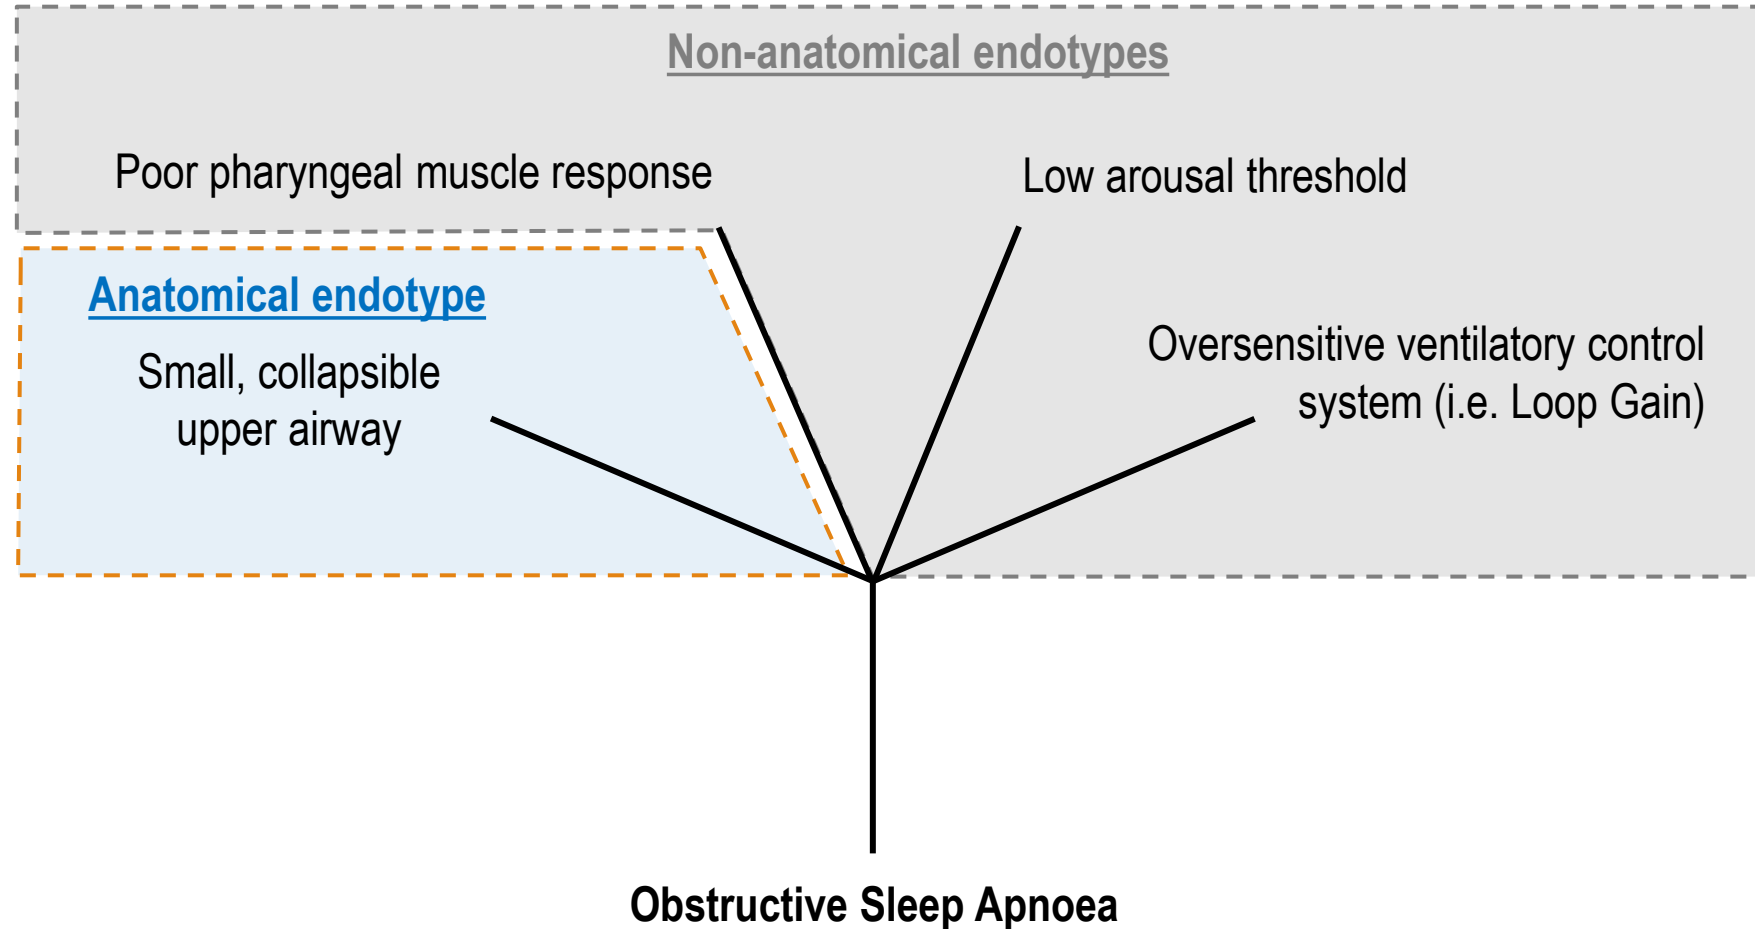 Non-anatomical endotypes
Poor pharyngeal muscle response
Low arousal threshold
Anatomical endotype
Small, collapsible
upper airway
Oversensitive ventilatory control
system (i.e. Loop Gain)
Obstructive Sleep Apnoea